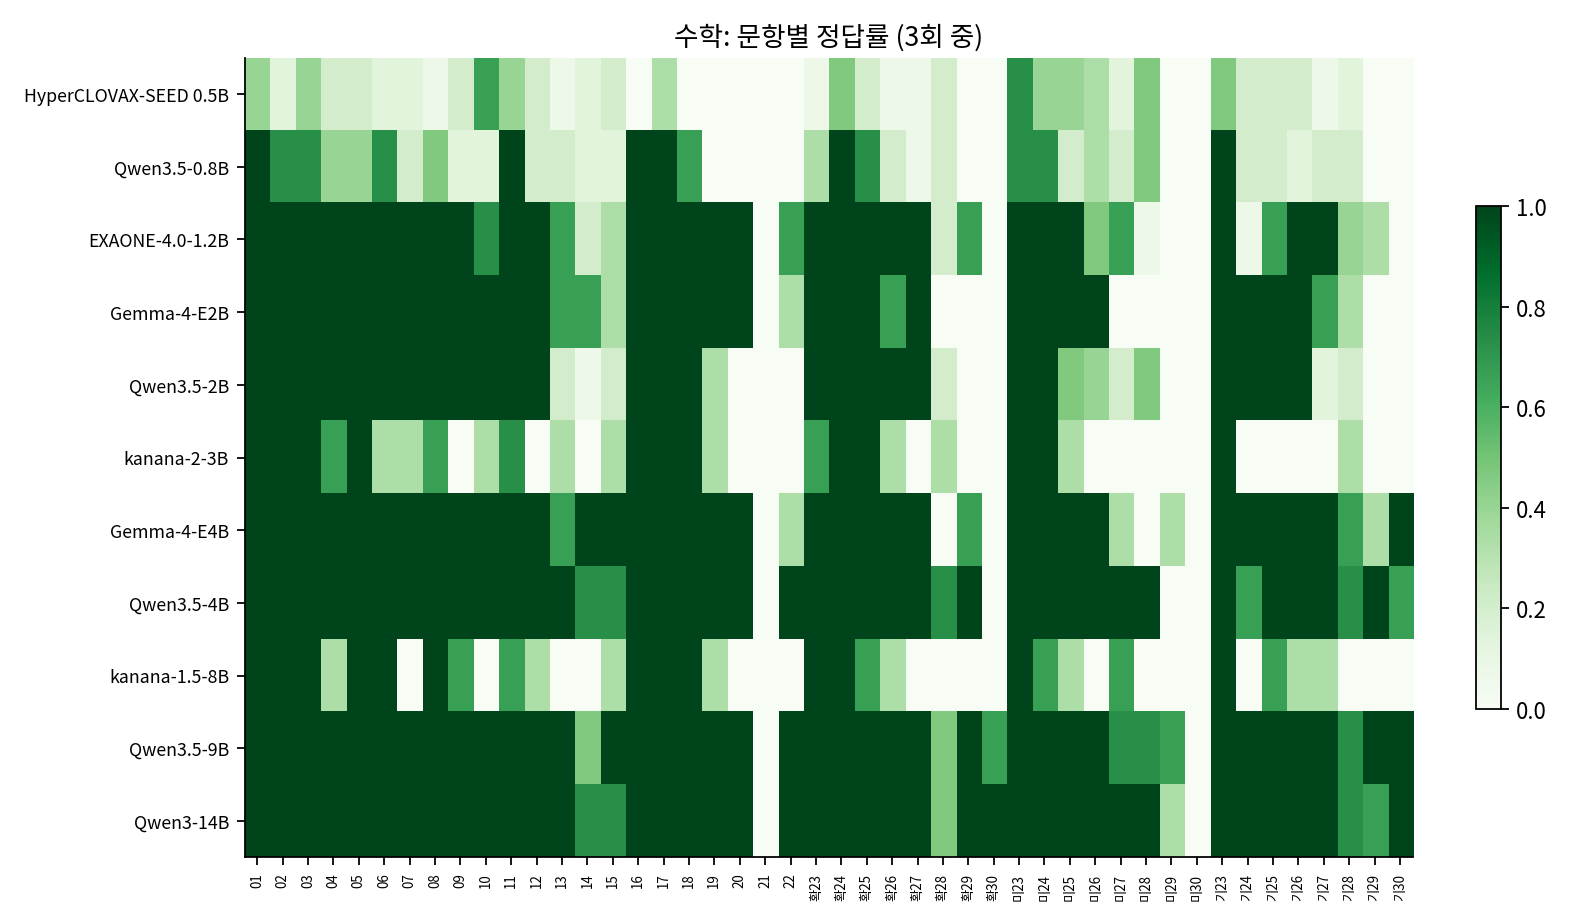 수학: 문항별 정답률 (3회 중)
HyperCLOVAX-SEED 0.5B
Qwen3.5-0.8B
EXAONE-4.0-1.2B
Gemma-4-E2B
Qwen3.5-2B
kanana-2-3B
Gemma-4-E4B
Qwen3.5-4B
kanana-1.5-8B
Qwen3.5-9B
Qwen3-14B
01 02 03 04 05 06 07 08 09 10 11 12 13 14 15 16 17 18 19 20 21 22 확23 확24 확25 확26 확27 확28 확29 확30 미23 미24 미25 미26 미27 미28 미29 미30 기23 기24 기25 기26 기27 기28 기29 기30
1.0
0.8
0.6
0.4
0.2
0.0